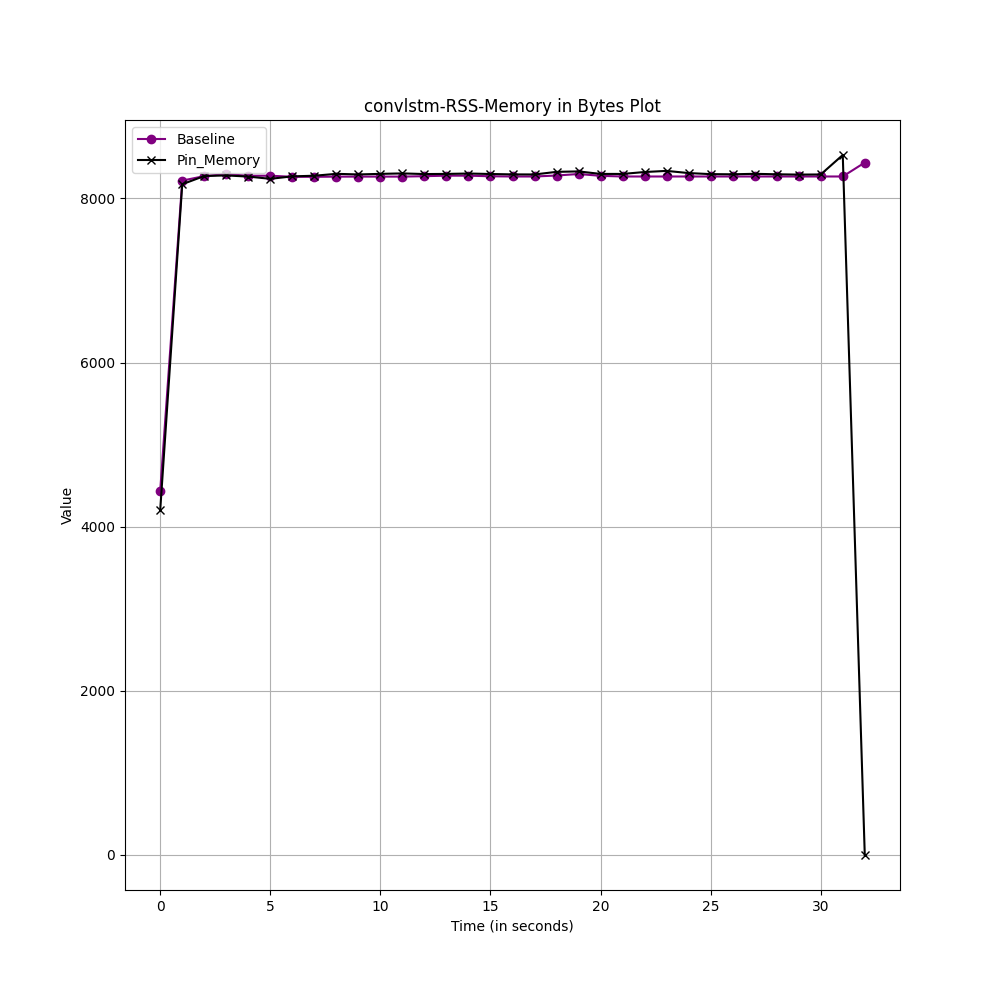 convlstm-RSS-Memory in Bytes Plot
Baseline
Pin_Memory
8000
6000
4000
2000
0
Value
0 5 10 15 20 25 30
Time (in seconds)